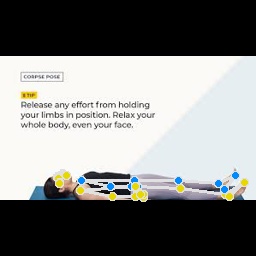 CORPSE POSE
TIP
Release any effort from holding
your limbs in position. Relax your
whole body, even your face.